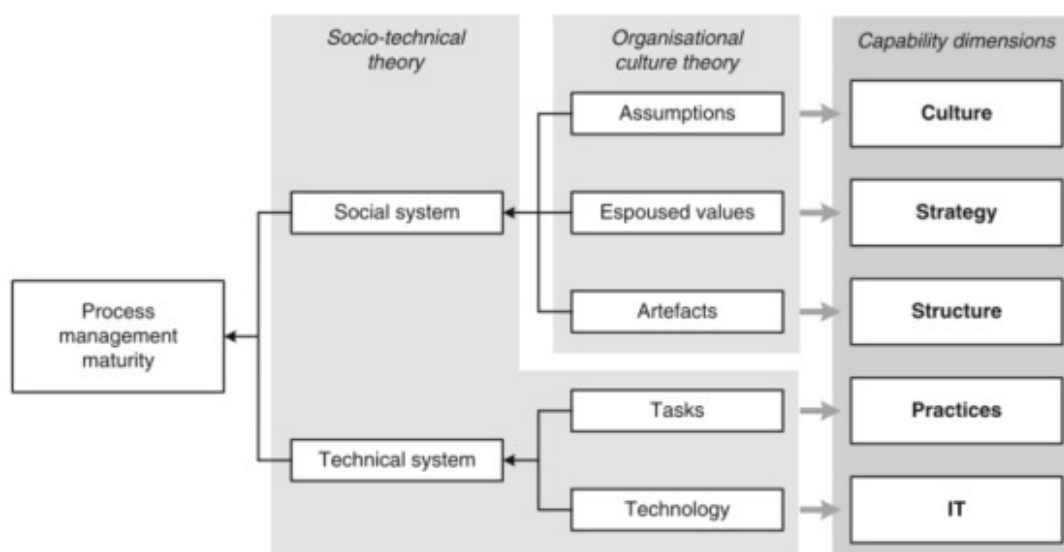 Socio-technical
theory
Organisational
culture theory
Capability dimensions
Assumptions
Culture
Social system
Espoused values
Strategy
Process
management
maturity
Artefacts
Structure
Tasks
Practices
Technical system
Technology
IT